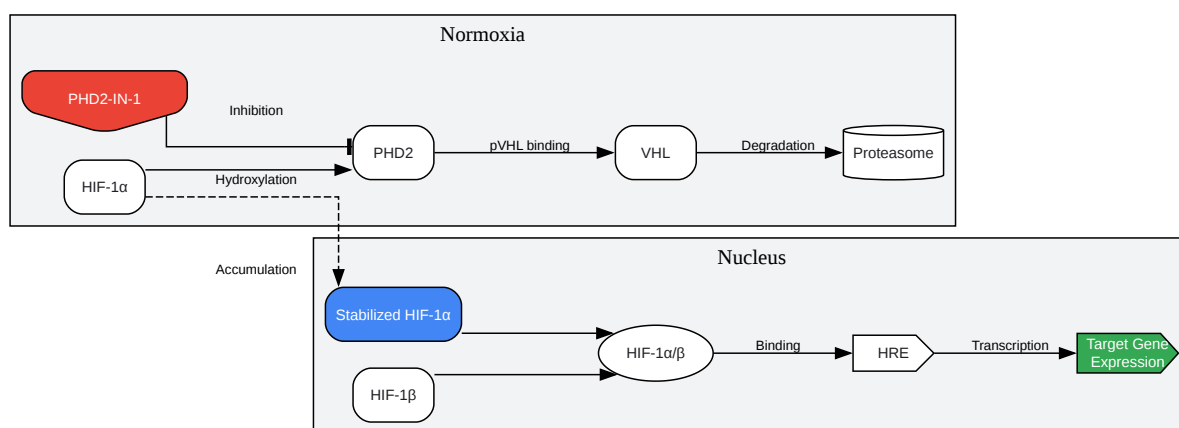 Normoxia
PHD2-IN-1
Inhibition
PHD2
pVHL binding
VHL
Degradation
Proteasome
HIF-1α
Hydroxylation
Accumulation
Nucleus
Stabilized HIF-1α
HIF-1β
HIF-1α/β
Binding
HRE
Transcription
Target Gene
Expression